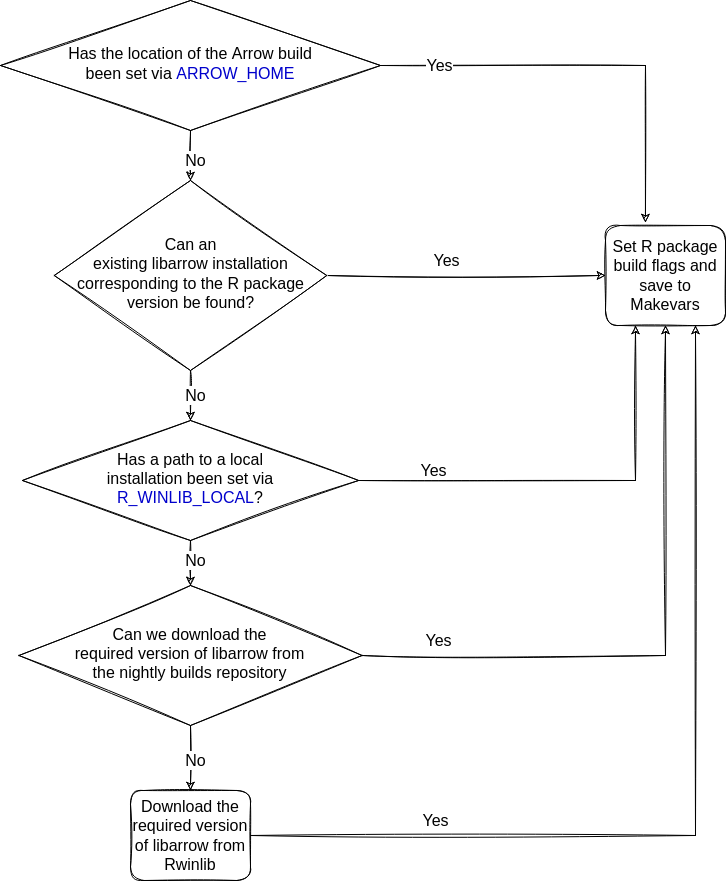 Has the location of the Arrow build
been set via ARROW_HOME
Yes
No
Can an
existing libarrow installation
corresponding to the R package
version be found?
Yes
Set R package
build flags and
save to
Makevars
No
Has a path to a local
installation been set via
R_WINLIB_LOCAL?
Yes
No
Can we download the
required version of libarrow from
the nightly builds repository
Yes
No
Download the
required version
of libarrow from
Rwinlib
Yes